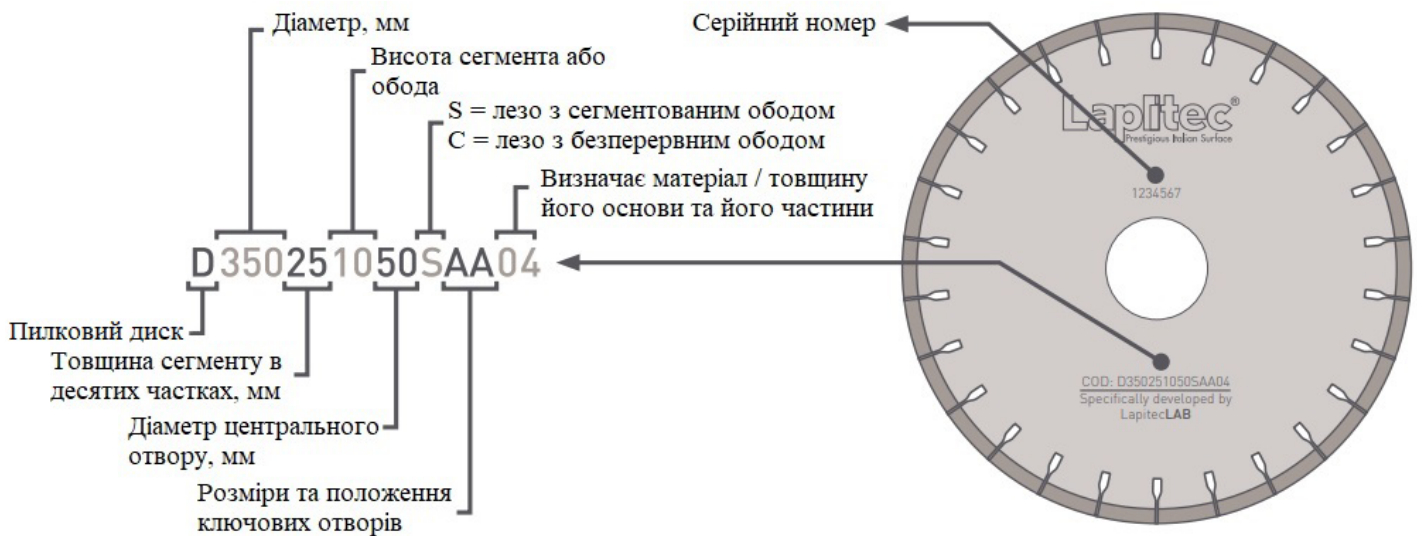 Діаметр, мм
Висота сегмента або
обода
S = лезо з сегментованим ободом
C = лезо з безперервним ободом
Визначає матеріал / товщину
його основи та його частини
D350251050SAA04
Пилковий диск
Товщина сегменту в
десятих частках, мм
Діаметр центрального
отвору, мм
Розміри та положення
ключових отворів
Серійний номер
Lapitec®
Prestigious Italian Surface
1234567
COD: D350251050SAA04
Specifically developed by
LapitecLAB